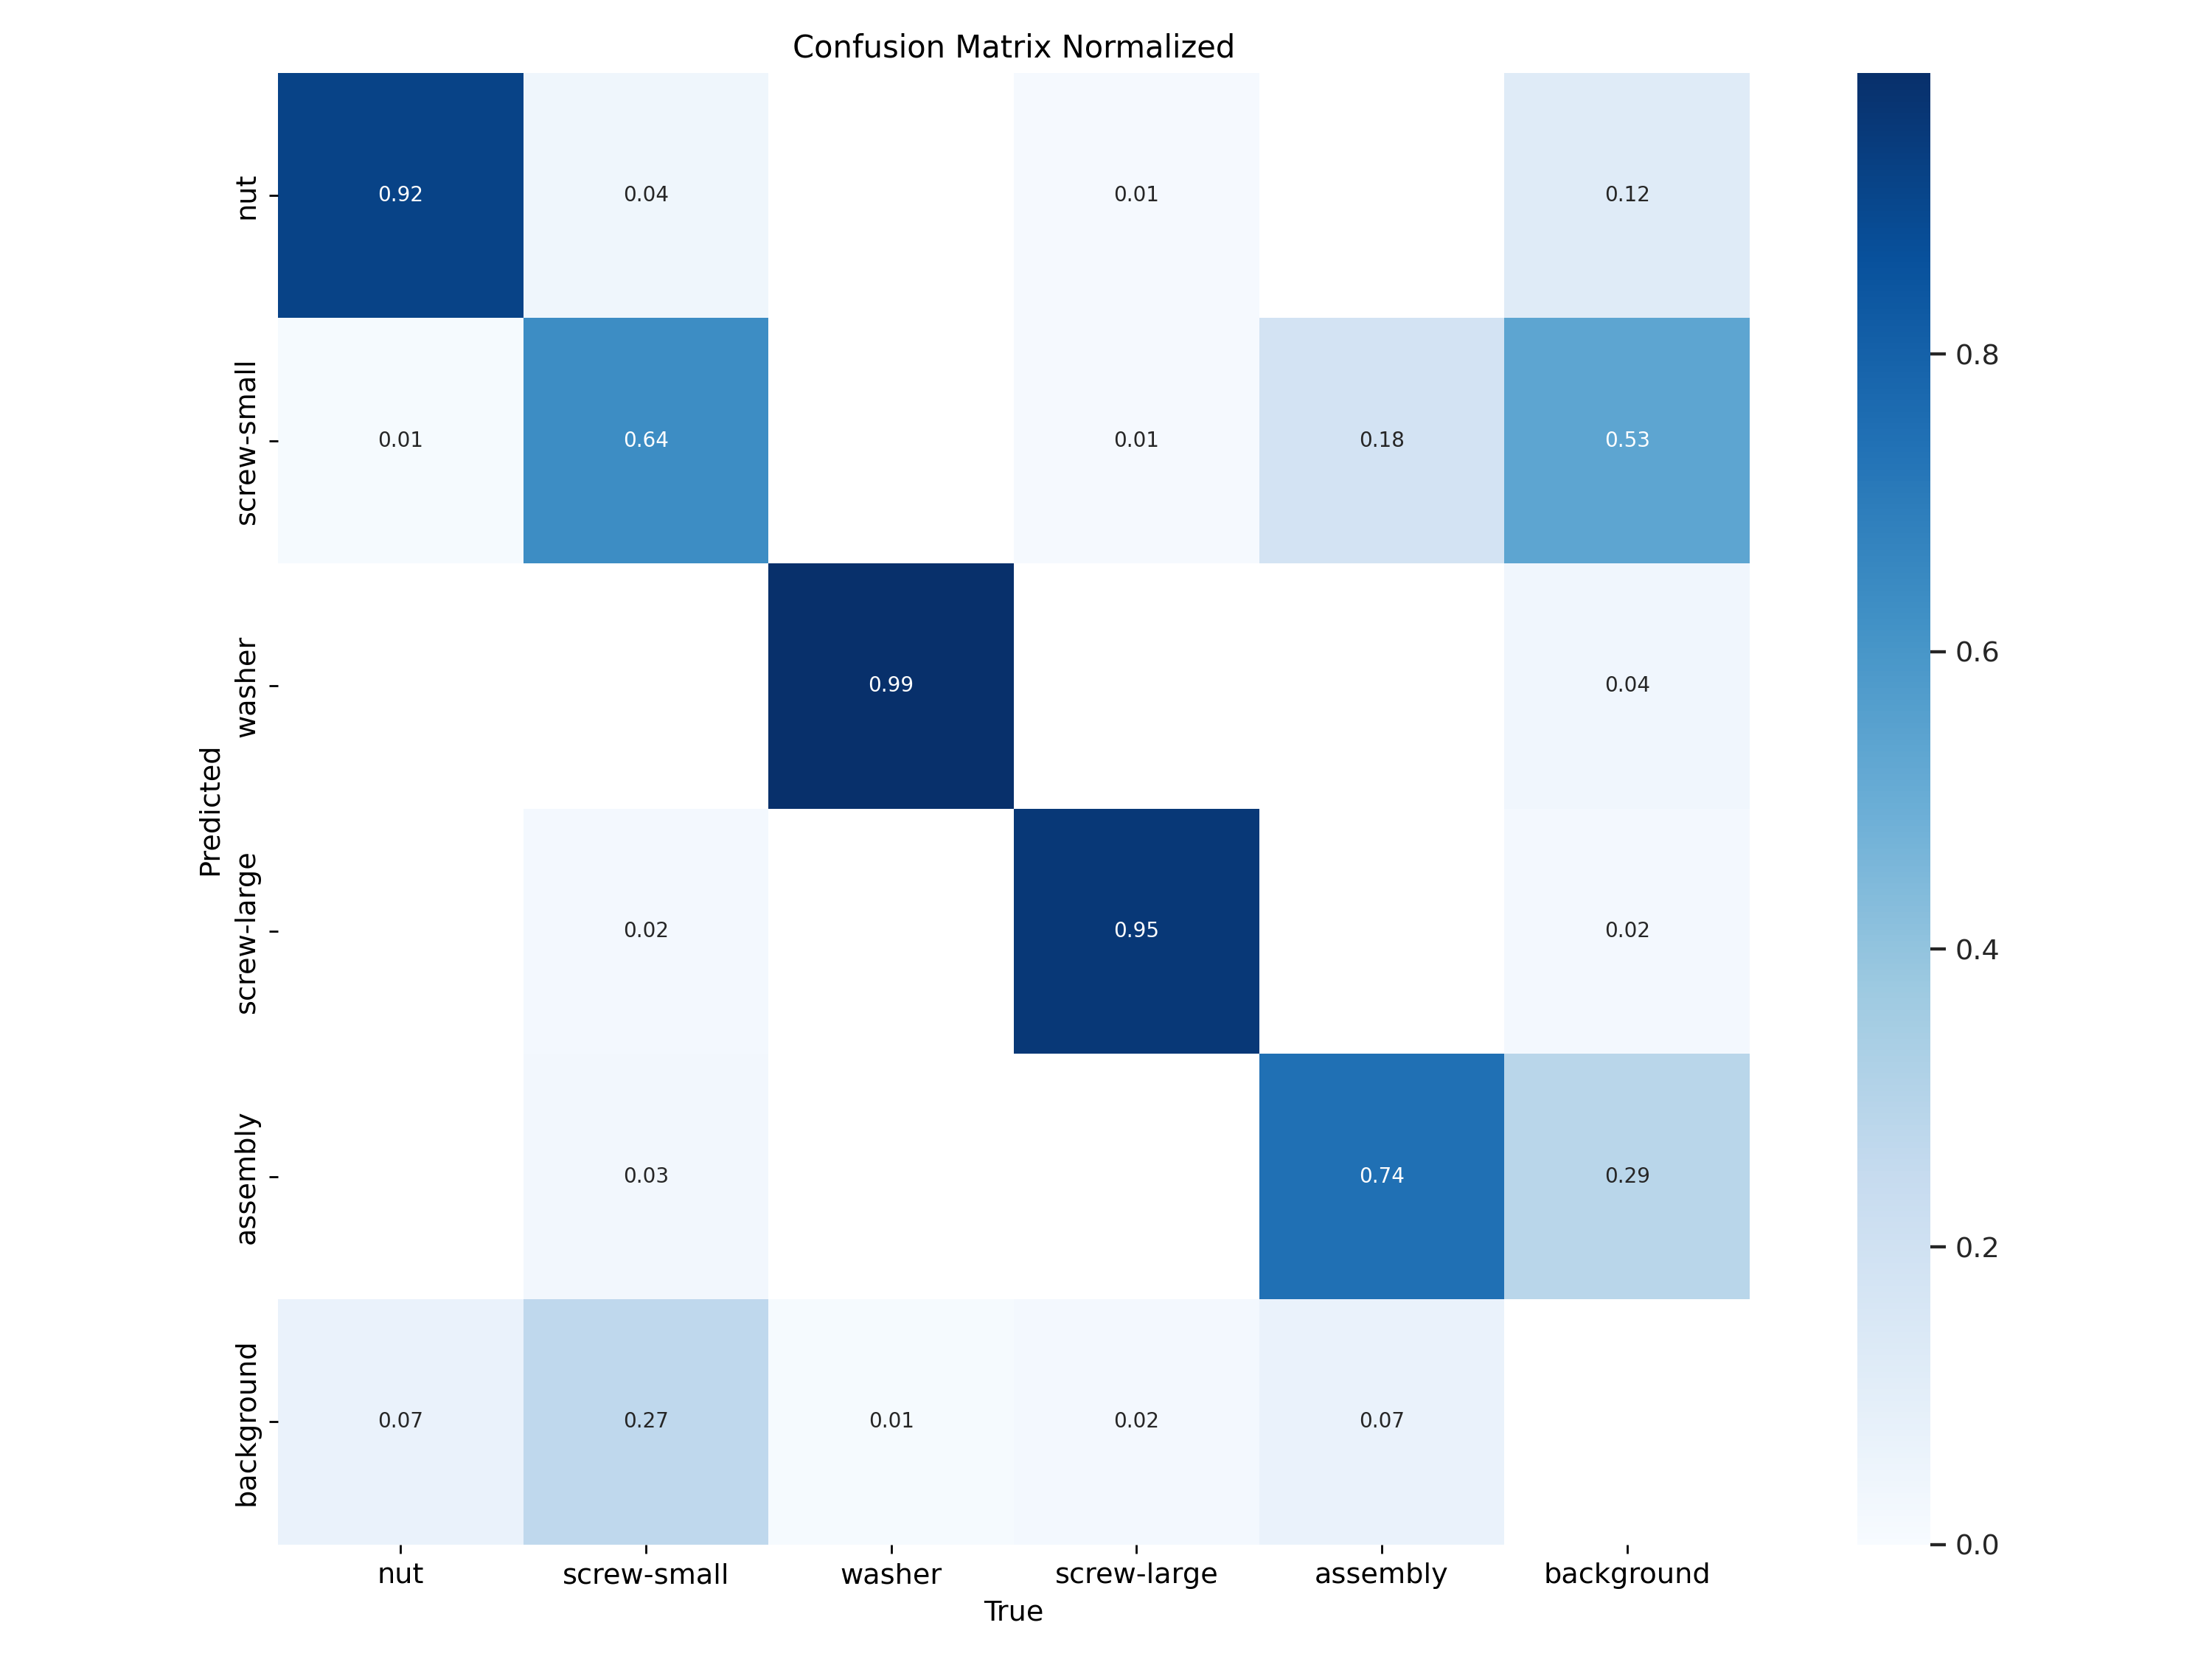 Confusion Matrix Normalized
nut 0.92 0.04 0.01 0.12
screw-small 0.01 0.64 0.01 0.18 0.53
washer 0.99 0.04
screw-large 0.02 0.95 0.02
assembly 0.03 0.74 0.29
background 0.07 0.27 0.01 0.02 0.07
nut screw-small washer screw-large assembly background
True
Predicted
0.8
0.6
0.4
0.2
0.0